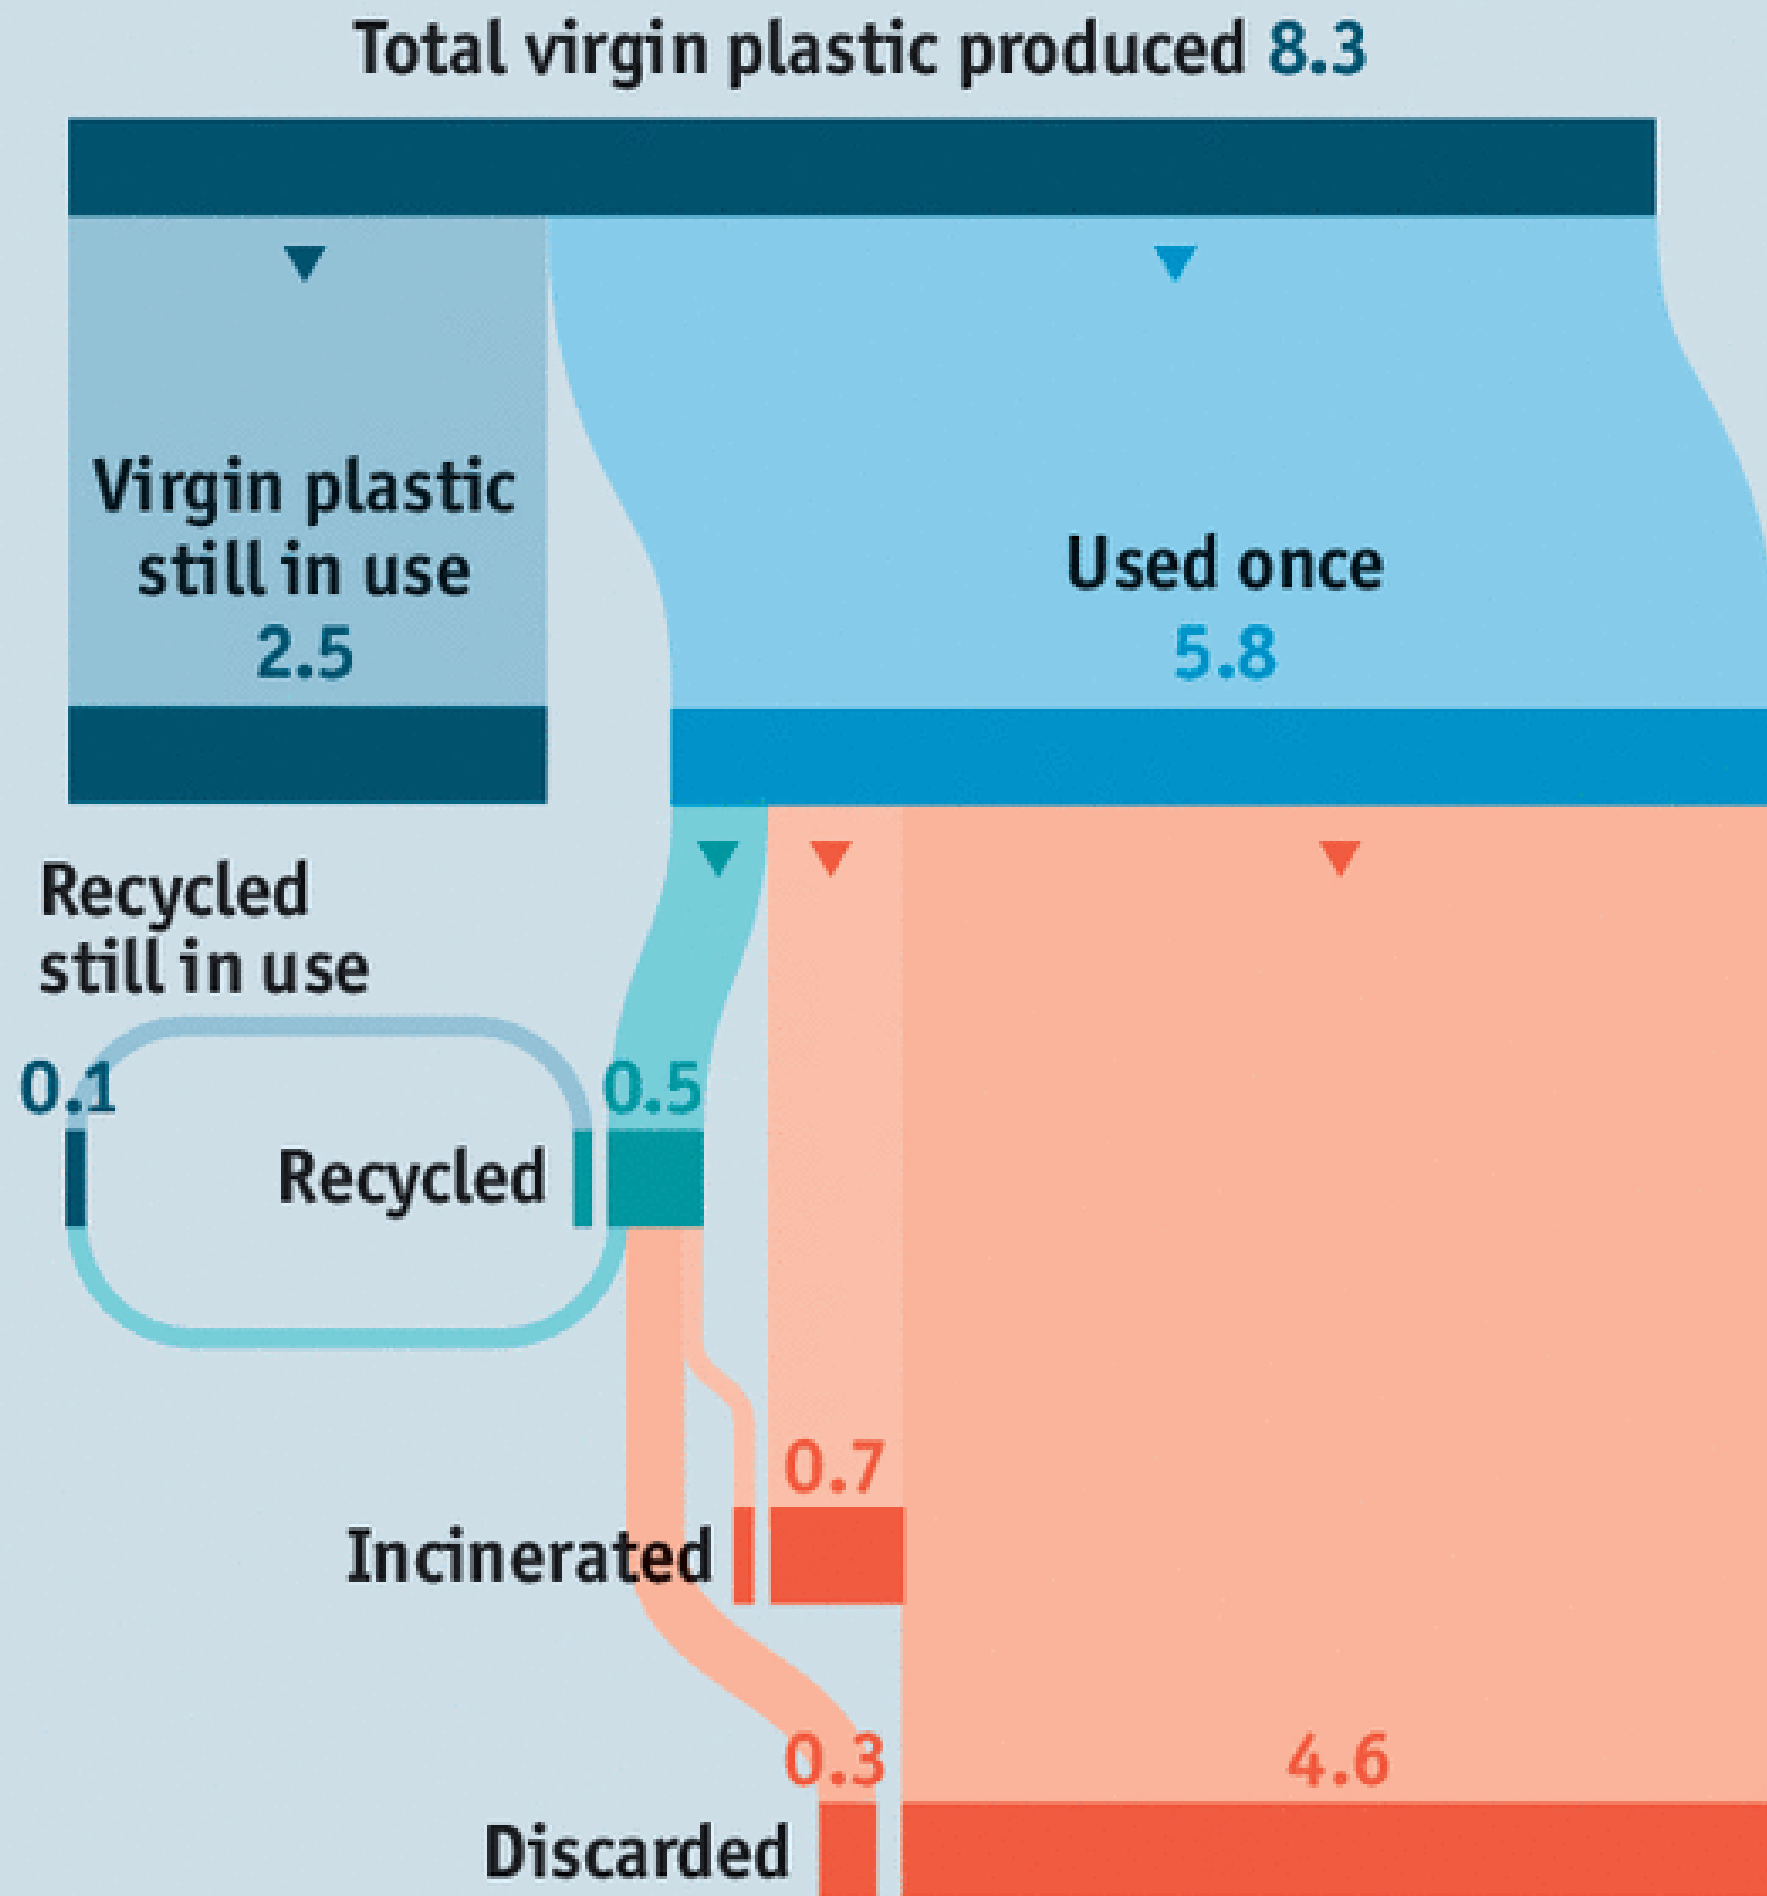 Total virgin plastic produced 8.3
Virgin plastic
still in use
2.5
Used once
5.8
Recycled
still in use
0.1
0.5
Recycled
0.7
Incinerated
0.3
4.6
Discarded